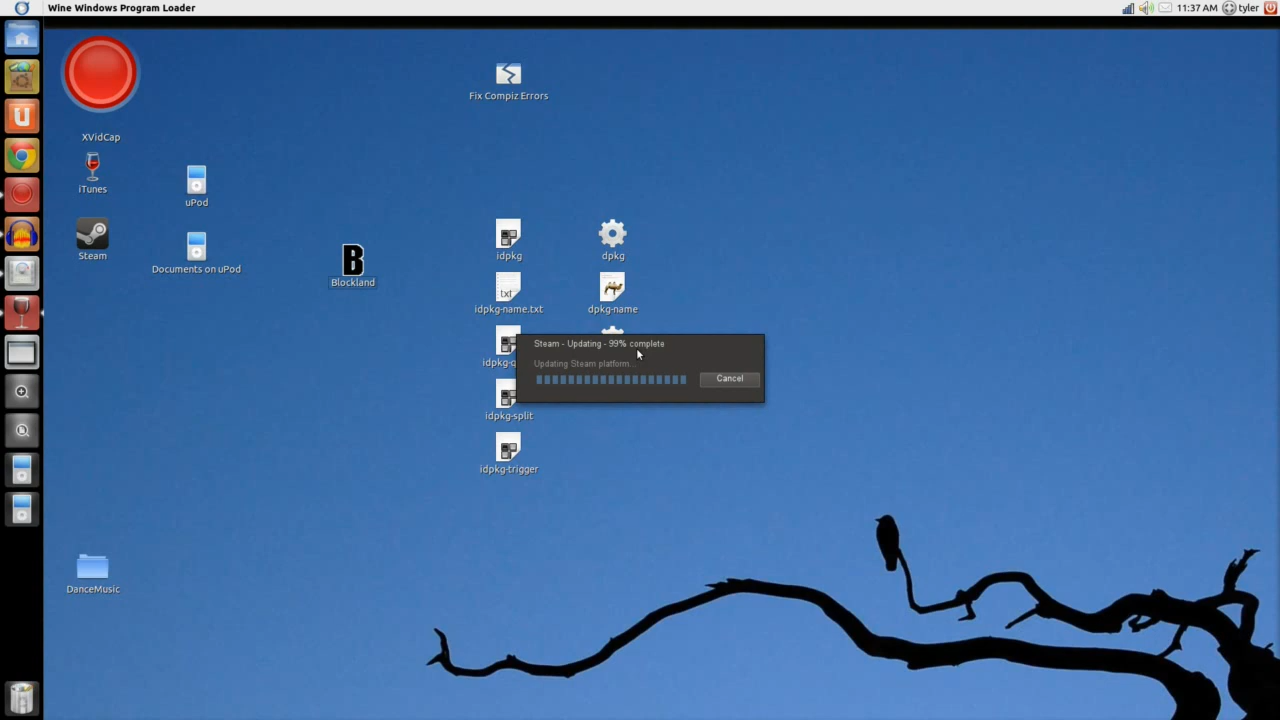 Wine Windows Program Loader
11:37 AM
tyler
XVidCap
iTunes
Steam
uPod
Documents on uPod
B
Blockland
Fix Compiz Errors
idpkg
dpkg
txt
idpkg-name.txt
dpkg-name
idpkg-q
idpkg-split
idpkg-trigger
Steam - Updating - 99% complete
Updating Steam platform...
Cancel
DanceMusic